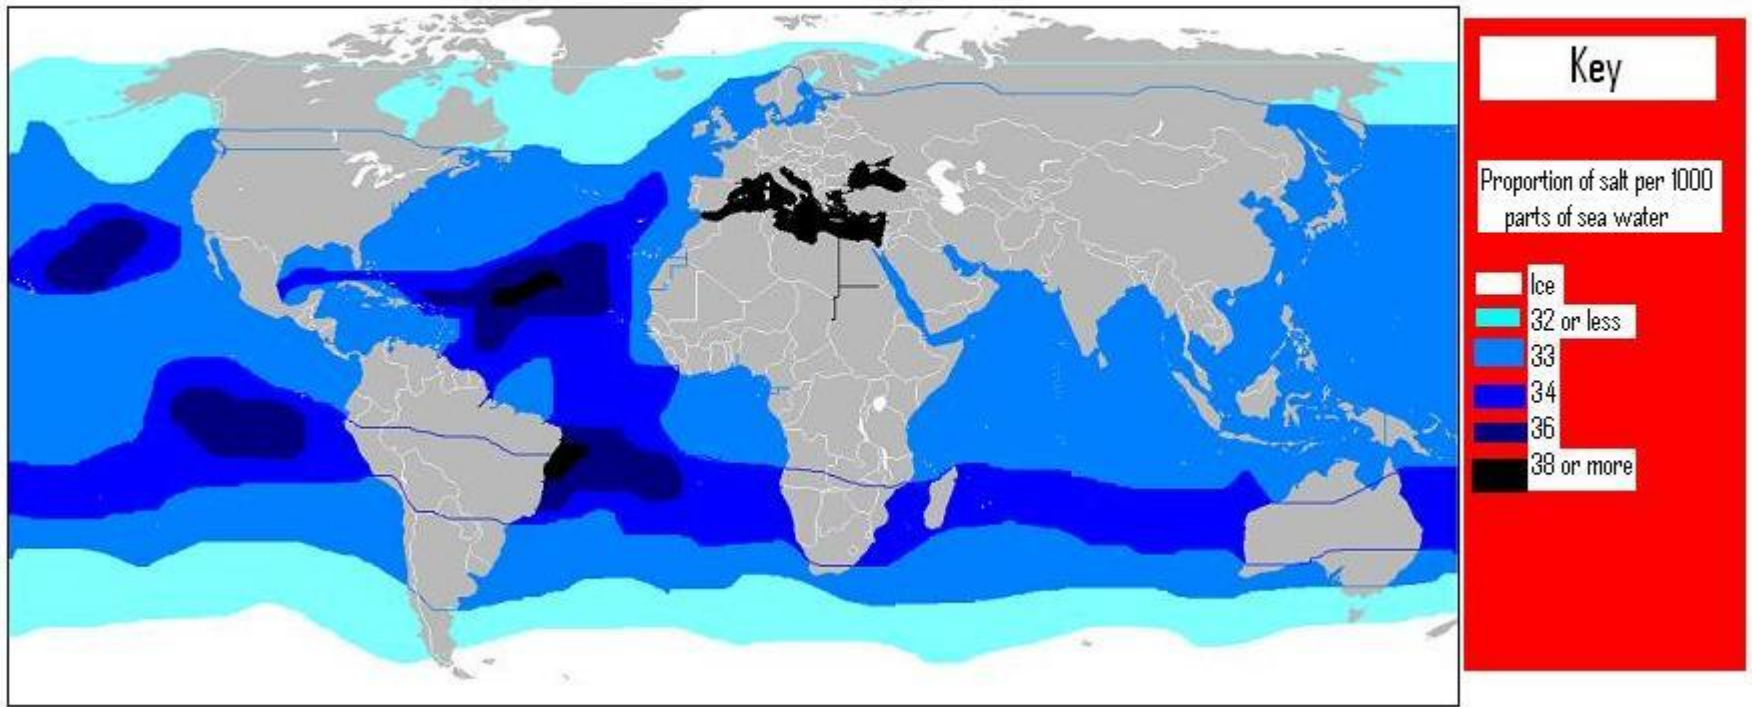 Key
Proportion of salt per 1000
parts of sea water
Ice
32 or less
33
34
36
38 or more